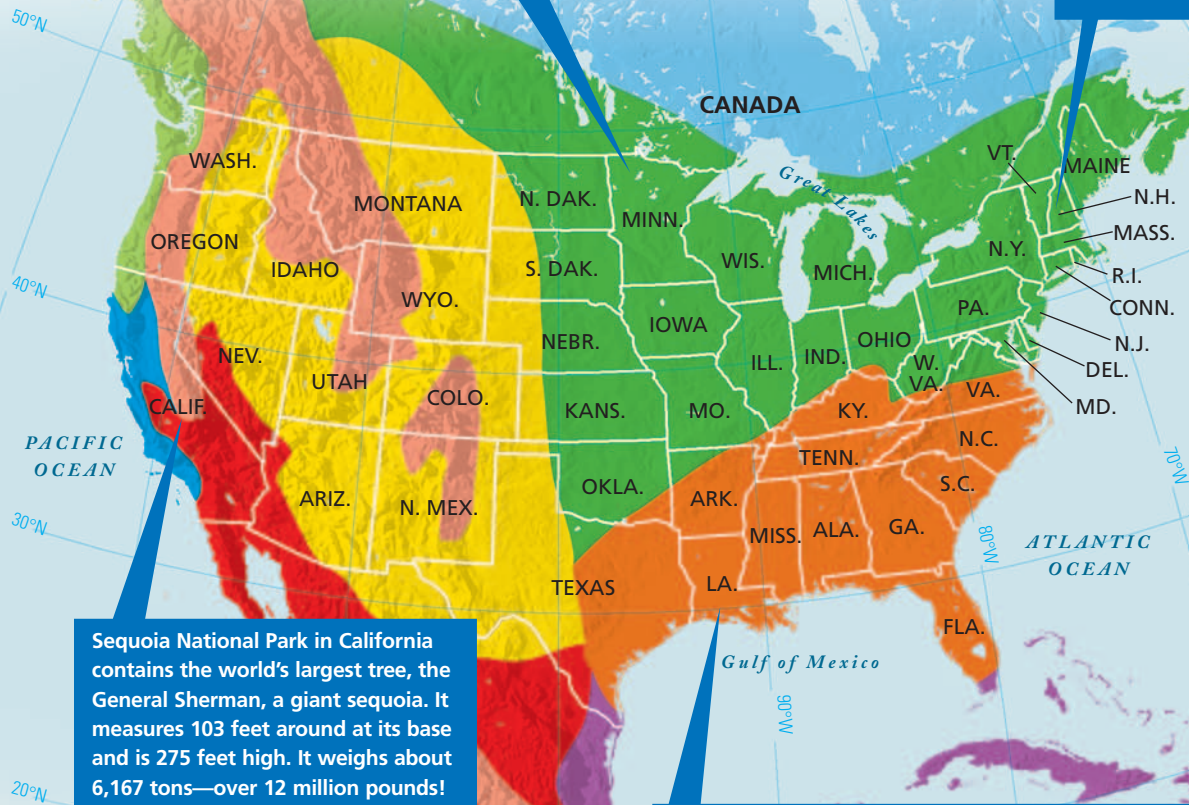 50°N
CANADA
WASH.
VT.
MAINE
MONTANA
N. DAK.
MINN.
Great Lakes
N.H.
OREGON
IDAHO
S. DAK.
WIS.
MICH.
N.Y.
MASS.
40°N
WYO.
R.I.
NEBR.
IOWA
PA.
CONN.
NEV.
UTAH
COLO.
ILL.
IND.
OHIO
W.
VA.
N.J.
DEL.
CALIF.
KANS.
MO.
KY.
VA.
MD.
PACIFIC
OCEAN
TENN.
N.C.
70°W
ARIZ.
N. MEX.
OKLA.
ARK.
S.C.
30°N
MISS.
ALA.
GA.
80°W
ATLANTIC
OCEAN
TEXAS
LA.
FLA.
Gulf of Mexico
90°W
Sequoia National Park in California
contains the world's largest tree, the
General Sherman, a giant sequoia. It
measures 103 feet around at its base
and is 275 feet high. It weighs about
6,167 tons—over 12 million pounds!
20°N